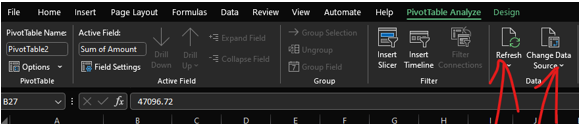 File Home Insert Page Layout Formulas Data Review View Automate Help PivotTable Analyze Design
PivotTable Name:
PivotTable2
Options
PivotTable
Active Field:
Sum of Amount
Field Settings
Drill Down
Drill Up
Expand Field
Collapse Field
Active Field
Group Selection
Ungroup
Group Field
Group
Insert Slicer
Insert Timeline
Filter Connections
Filter
Refresh
Change Data Source
Data
B27 fx 47096.72
A B C D E F G H I J